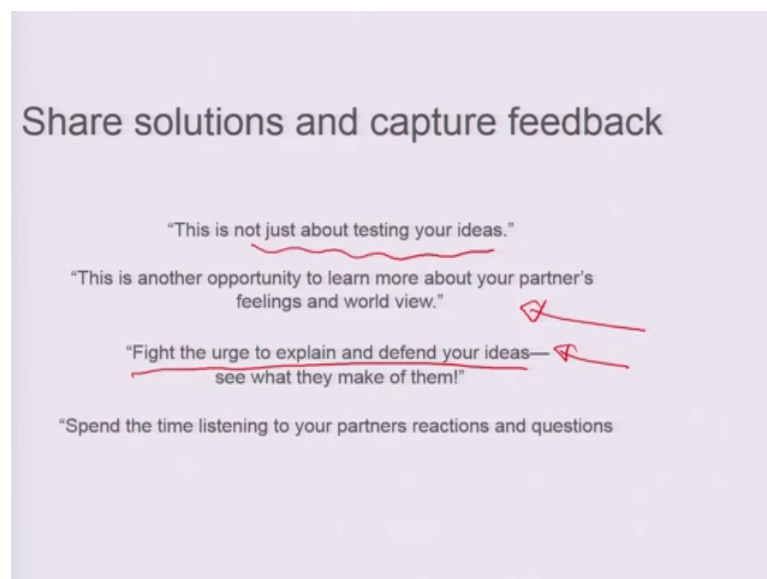 Share solutions and capture feedback
“This is not just about testing your ideas.”
“This is another opportunity to learn more about your partner’s
feelings and world view.”
“Fight the urge to explain and defend your ideas—
see what they make of them!”
“Spend the time listening to your partners reactions and questions